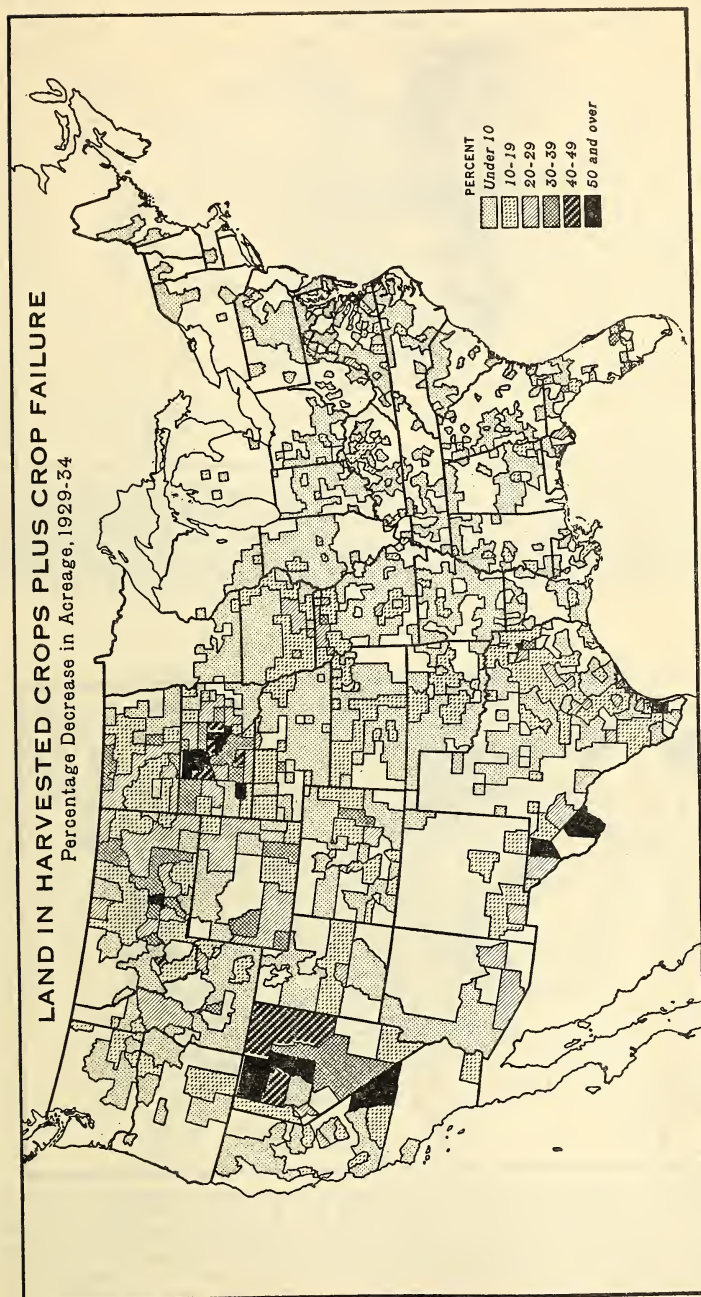 LAND IN HARVESTED CROPS PLUS CROP FAILURE
Percentage Decrease in Acreage, 1929-34
PERCENT
Under 10
10-19
20-29
30-39
40-49
50 and over